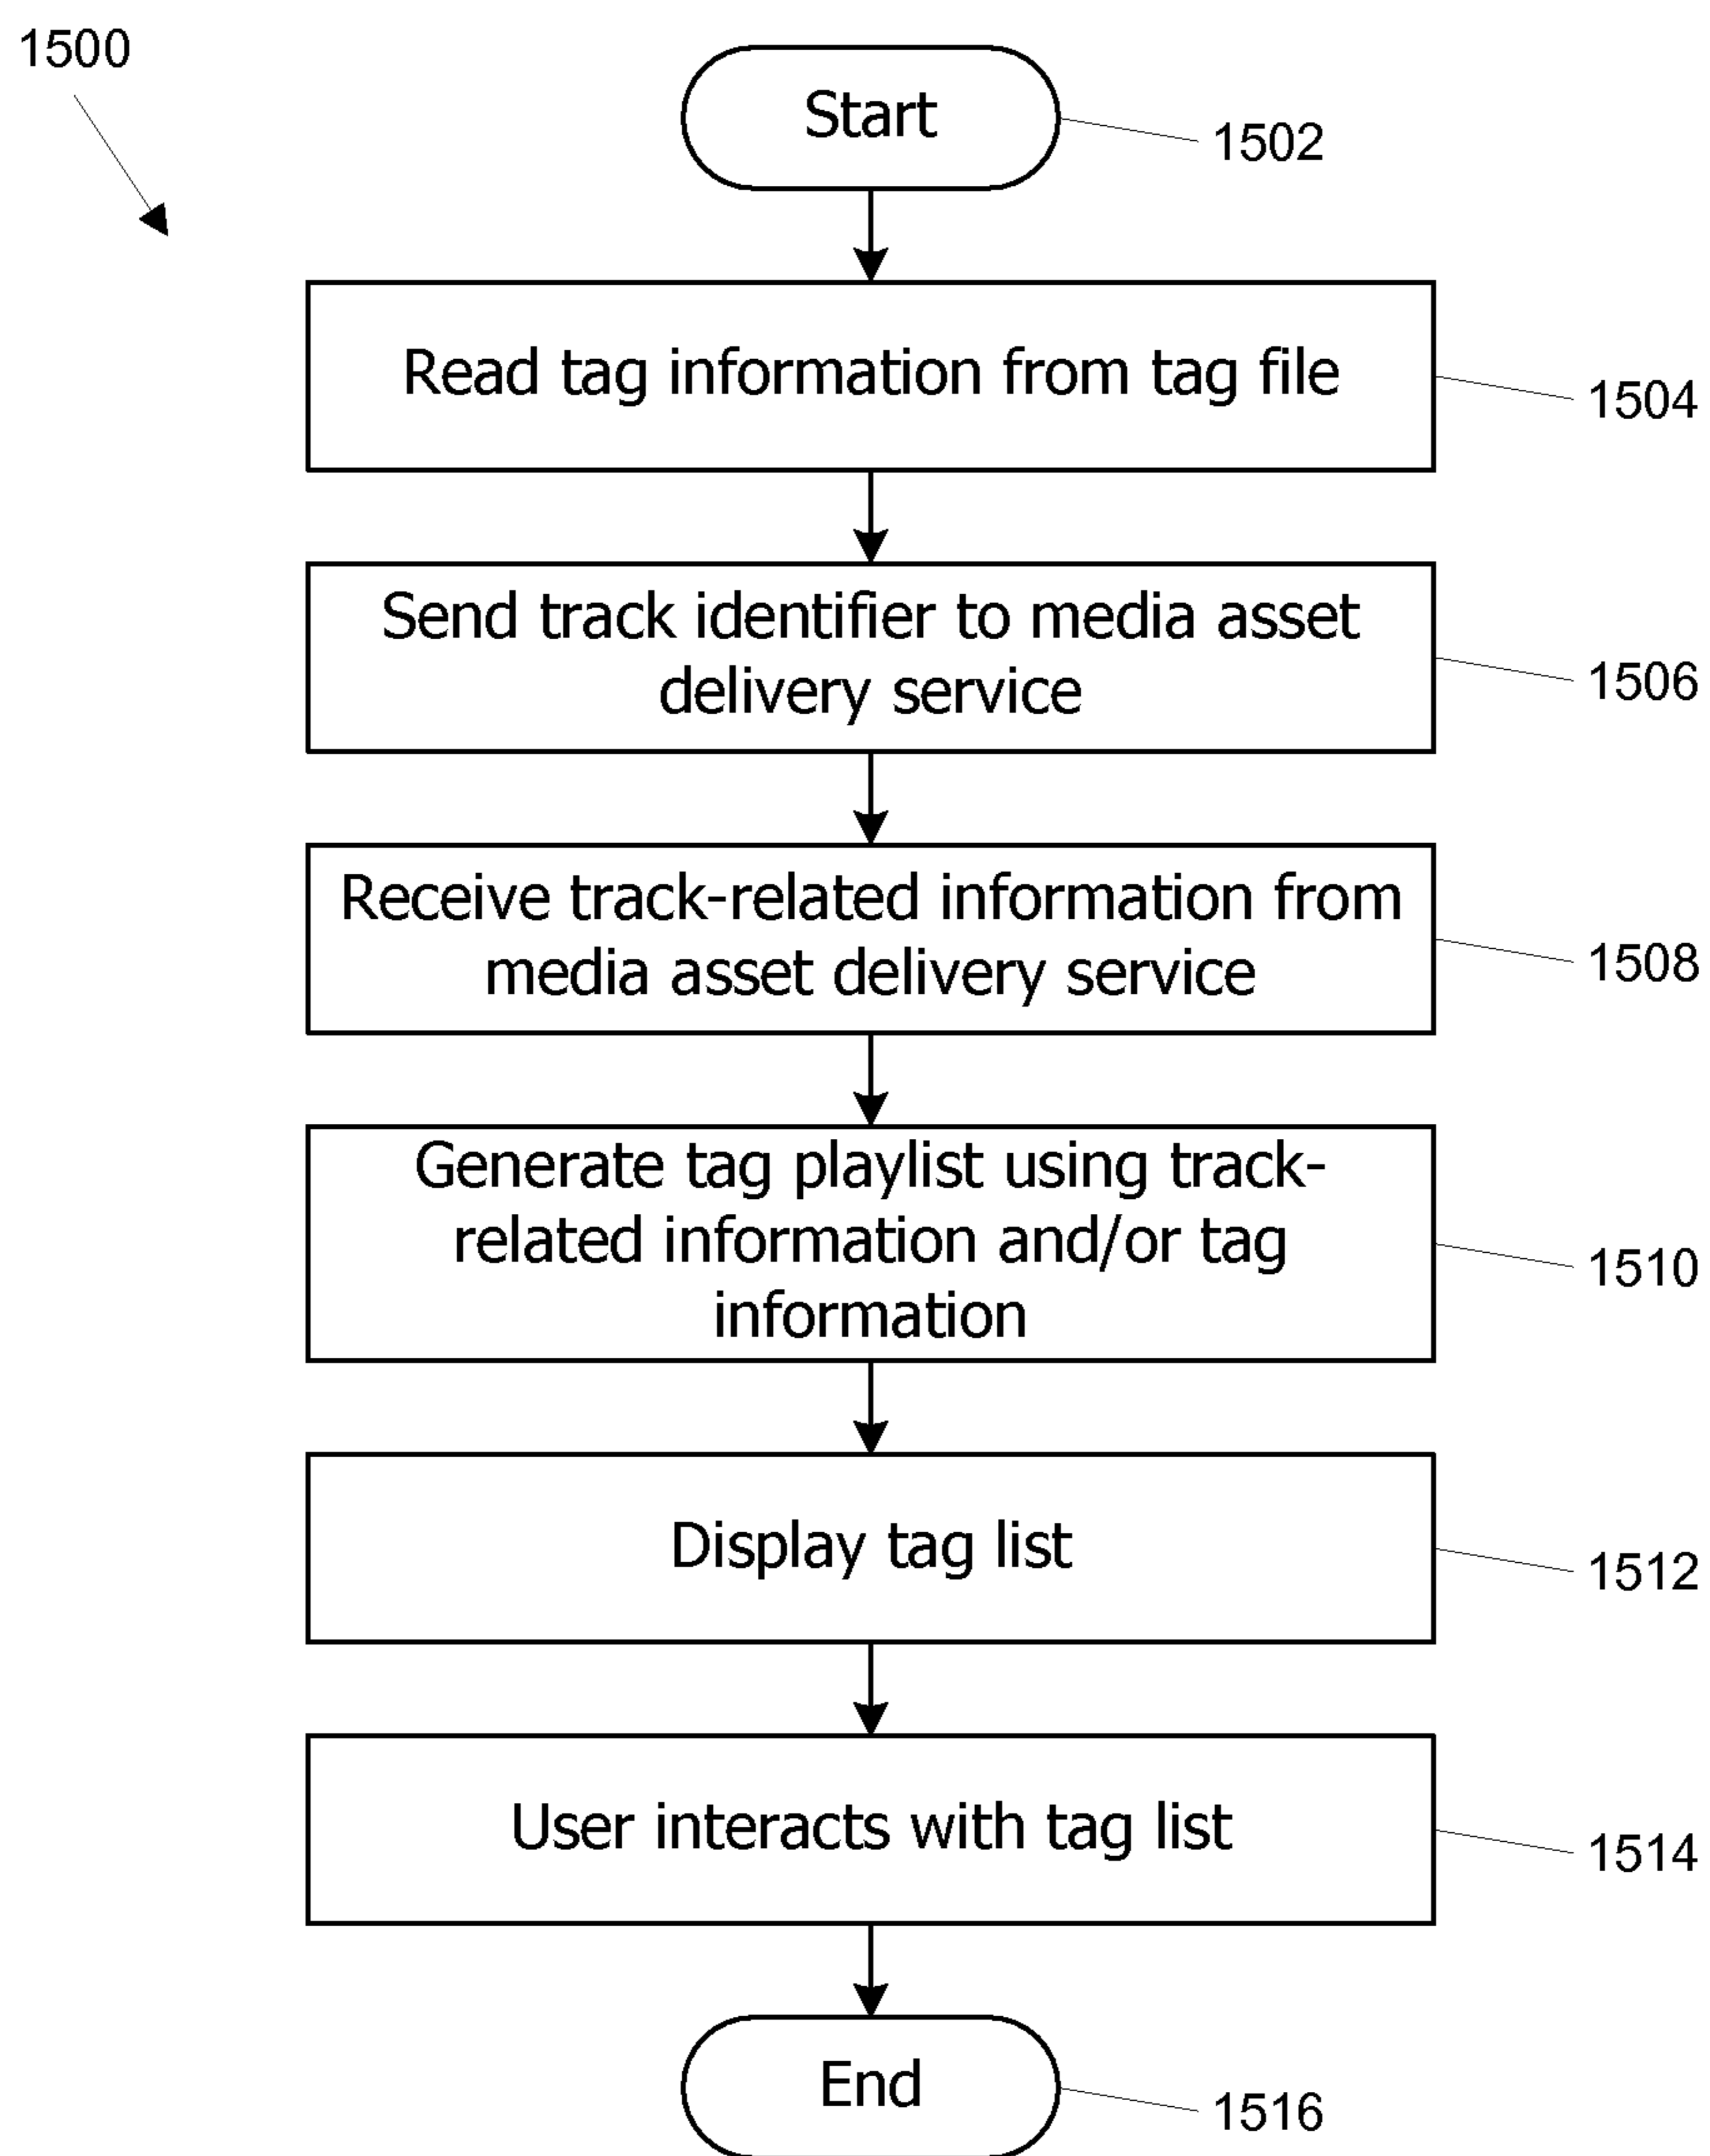 1500
Start
1502
Read tag information from tag file
1504
Send track identifier to media asset
delivery service
1506
Receive track-related information from
media asset delivery service
1508
Generate tag playlist using track-
related information and/or tag
information
1510
Display tag list
1512
User interacts with tag list
1514
End
1516